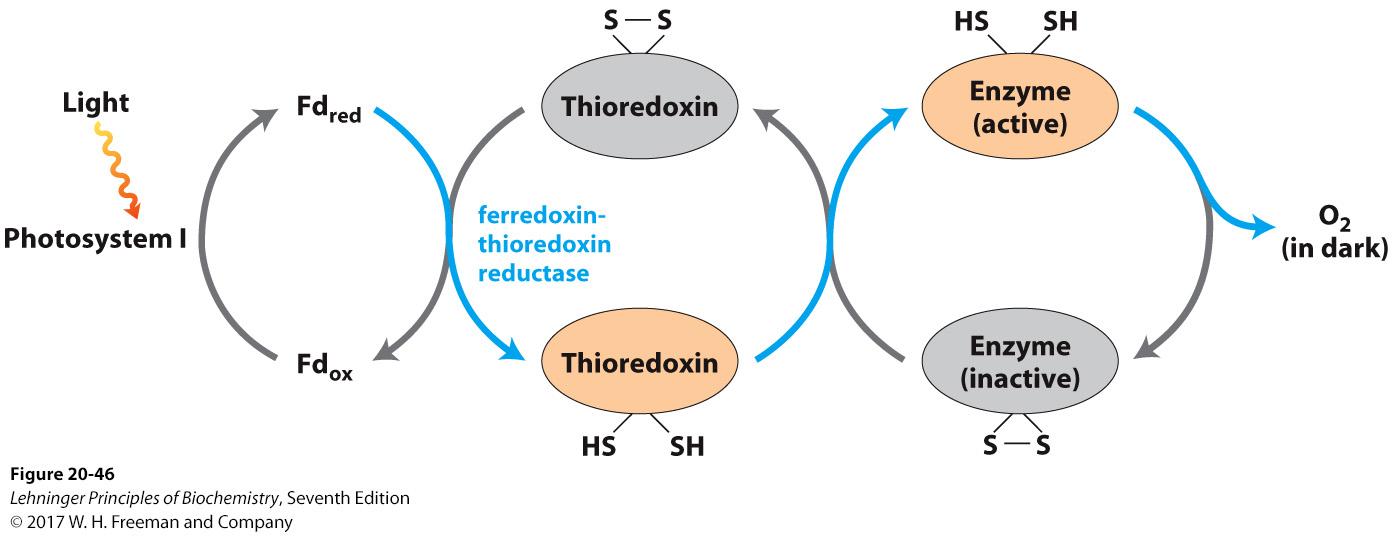 S — S
HS SH
Light
Fdred
Thioredoxin
Enzyme
(active)
ferredoxin-
thioredoxin
reductase
Photosystem I
O2
(in dark)
Fdox
Thioredoxin
Enzyme
(inactive)
HS SH
S — S
Figure 20-46
Lehninger Principles of Biochemistry, Seventh Edition
© 2017 W. H. Freeman and Company